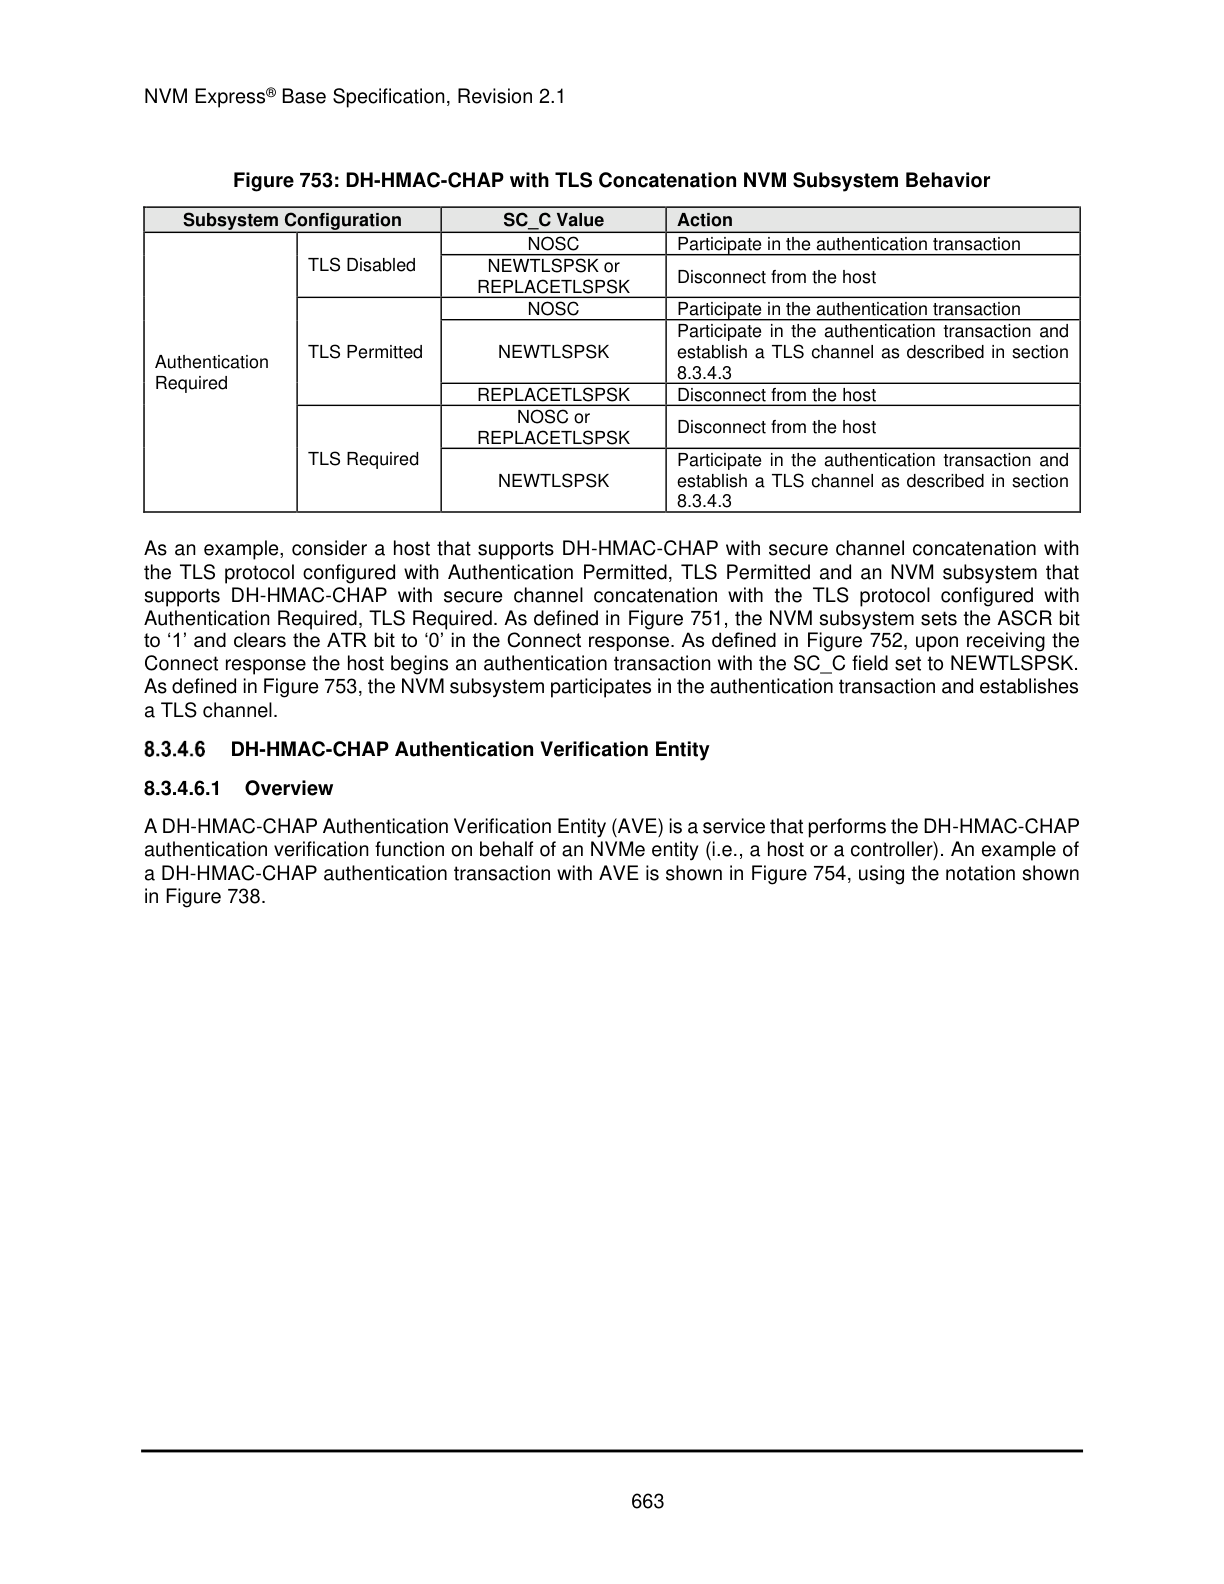 NVM Express® Base Specification, Revision 2.1
Figure 753: DH-HMAC-CHAP with TLS Concatenation NVM Subsystem Behavior
Subsystem Configuration SC_C Value Action
Authentication
Required
TLS Disabled
NOSC Participate in the authentication transaction
NEWTLSPSK or
REPLACETLSPSK
Disconnect from the host
TLS Permitted
NOSC Participate in the authentication transaction
NEWTLSPSK
Participate in the authentication transaction and
establish a TLS channel as described in section
8.3.4.3
REPLACETLSPSK Disconnect from the host
TLS Required
NOSC or
REPLACETLSPSK
Disconnect from the host
NEWTLSPSK
Participate in the authentication transaction and
establish a TLS channel as described in section
8.3.4.3
As an example, consider a host that supports DH-HMAC-CHAP with secure channel concatenation with
the TLS protocol configured with Authentication Permitted, TLS Permitted and an NVM subsystem that
supports DH-HMAC-CHAP with secure channel concatenation with the TLS protocol configured with
Authentication Required, TLS Required. As defined in Figure 751, the NVM subsystem sets the ASCR bit
to ‘1’ and clears the ATR bit to ‘0’ in the Connect response. As defined in Figure 752, upon receiving the
Connect response the host begins an authentication transaction with the SC_C field set to NEWTLSPSK.
As defined in Figure 753, the NVM subsystem participates in the authentication transaction and establishes
a TLS channel.
8.3.4.6 DH-HMAC-CHAP Authentication Verification Entity
8.3.4.6.1 Overview
A DH-HMAC-CHAP Authentication Verification Entity (AVE) is a service that performs the DH-HMAC-CHAP
authentication verification function on behalf of an NVMe entity (i.e., a host or a controller). An example of
a DH-HMAC-CHAP authentication transaction with AVE is shown in Figure 754, using the notation shown
in Figure 738.
663